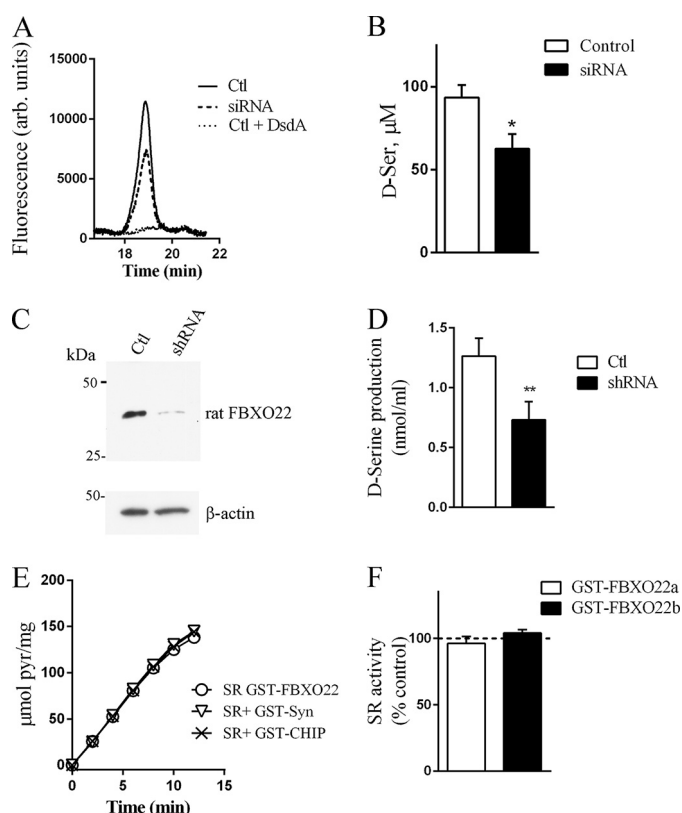 A
Fluorescence (arb. units)
15000
10000
5000
0
18
20
22
Time (min)
Ctl
siRNA
Ctl + DsdA
B
D-Ser, μM
100
50
0
Control
siRNA
*
C
kDa
Ctl
shRNA
50
rat FBXO22
25-
50-
β-actin
D
D-Serine production
(nmol/ml)
1.5
1.0
0.5
0.0
Ctl
shRNA
**
E
μmol pyr/mg
200
150
100
50
0
0
5
10
15
Time (min)
SR GST-FBXO22
SR+ GST-Syn
SR+ GST-CHIP
F
SR activity
(% control)
100
50
0
GST-FBXO22a
GST-FBXO22b